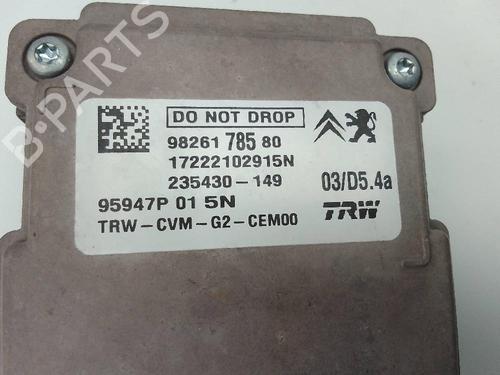 B-PARTS
DO NOT DROP
98261 785 80
17222102915N
235430-149 03/D5.4a
95947P 01 5N TRW
TRW-CVM-G2-CEM00